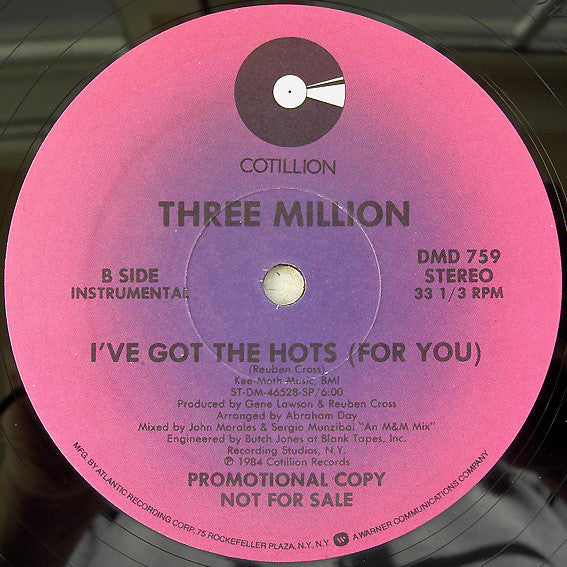 COTILLION
THREE MILLION
B SIDE
INSTRUMENTAL
DMD 759
STEREO
33 1/3 RPM
I'VE GOT THE HOTS (FOR YOU)
(Reuben Cross)
Kee-Math Music, BMI
ST-DM-46528-SP/6:00
Produced by Gene Lawson & Reuben Cross
Arranged by Abraham Day
Mixed by John Morales & Sergio Munzibai "An M&M Mix"
Engineered by Butch Jones at Blank Tapes, Inc.
Recording Studios, N.Y.
℗ 1984 Cotillion Records
PROMOTIONAL COPY
NOT FOR SALE
MFG. BY ATLANTIC RECORDING CORP. 75 ROCKEFELLER PLAZA, N.Y., N.Y. A WARNER COMMUNICATIONS COMPANY